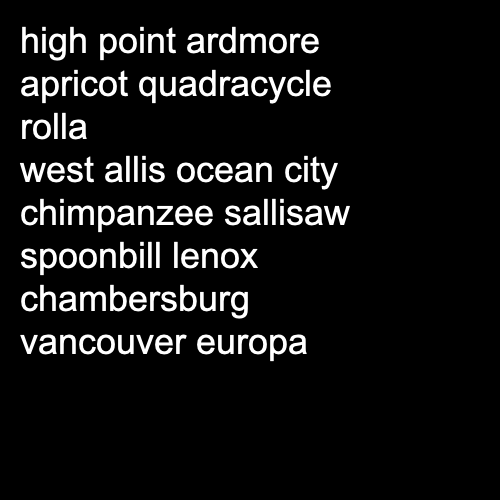 high point ardmore
apricot quadracycle
rolla
west allis ocean city
chimpanzee sallisaw
spoonbill lenox
chambersburg
vancouver europa